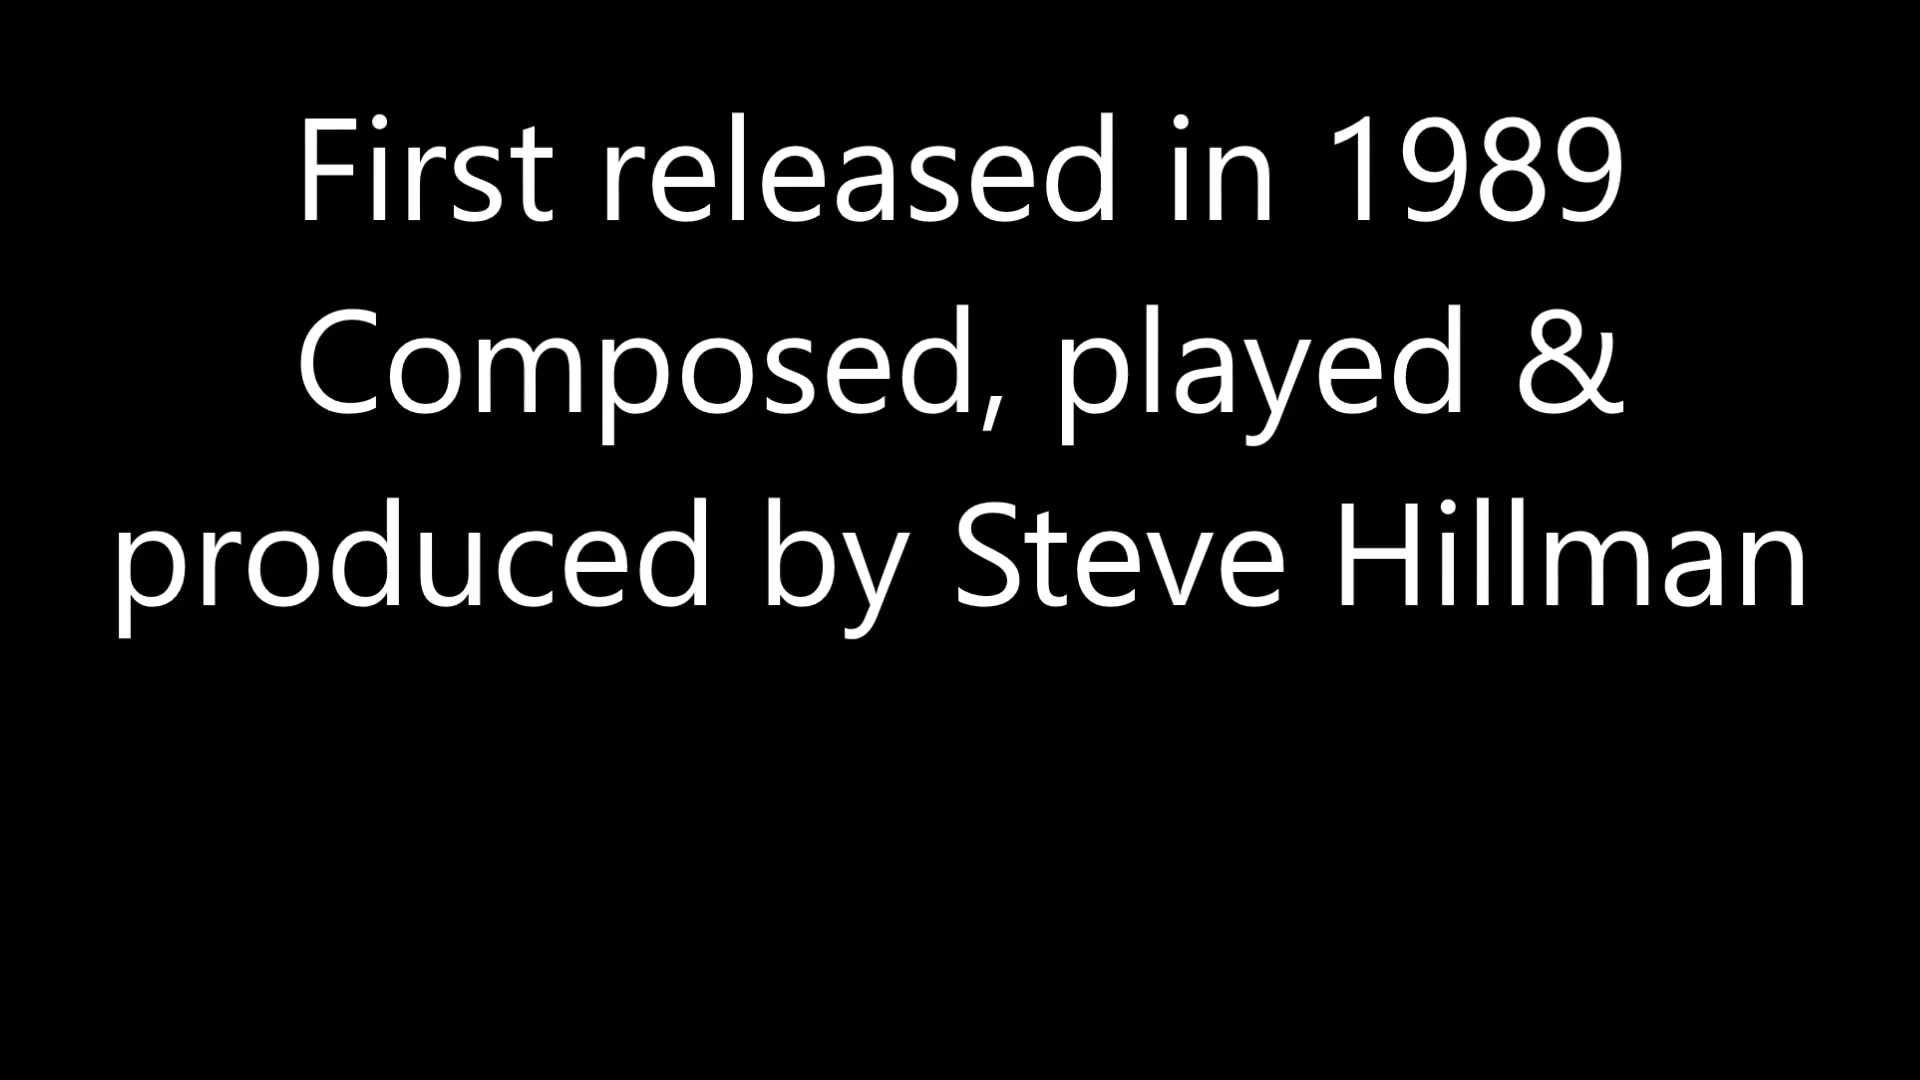 First released in 1989
Composed, played &
produced by Steve Hillman